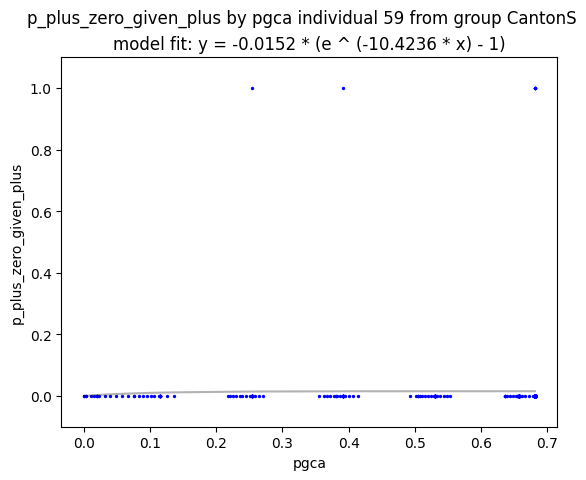 p_plus_zero_given_plus by pgca individual 59 from group CantonS
model fit: y = -0.0152 * (e ^ (-10.4236 * x) - 1)
p_plus_zero_given_plus
1.0
0.8
0.6
0.4
0.2
0.0
0.0 0.1 0.2 0.3 0.4 0.5 0.6 0.7
pgca